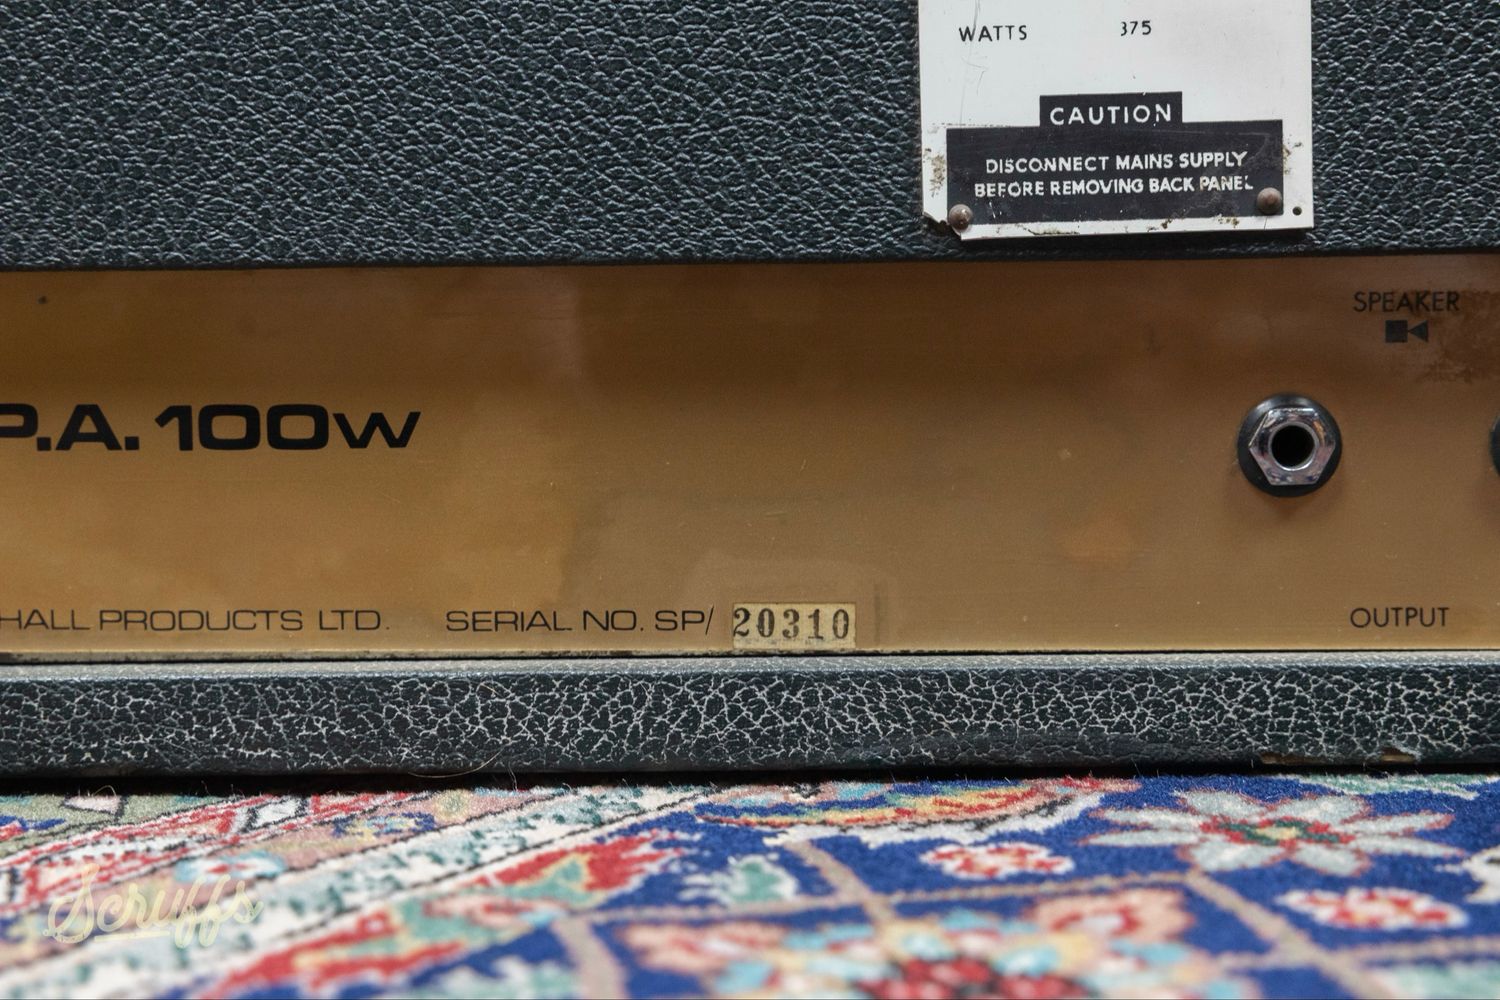 WATTS 375
CAUTION
DISCONNECT MAINS SUPPLY
BEFORE REMOVING BACK PANEL
SPEAKER
P.A. 100W
HALL PRODUCTS LTD. SERIAL NO. SP/ 20310
OUTPUT
Scruffs